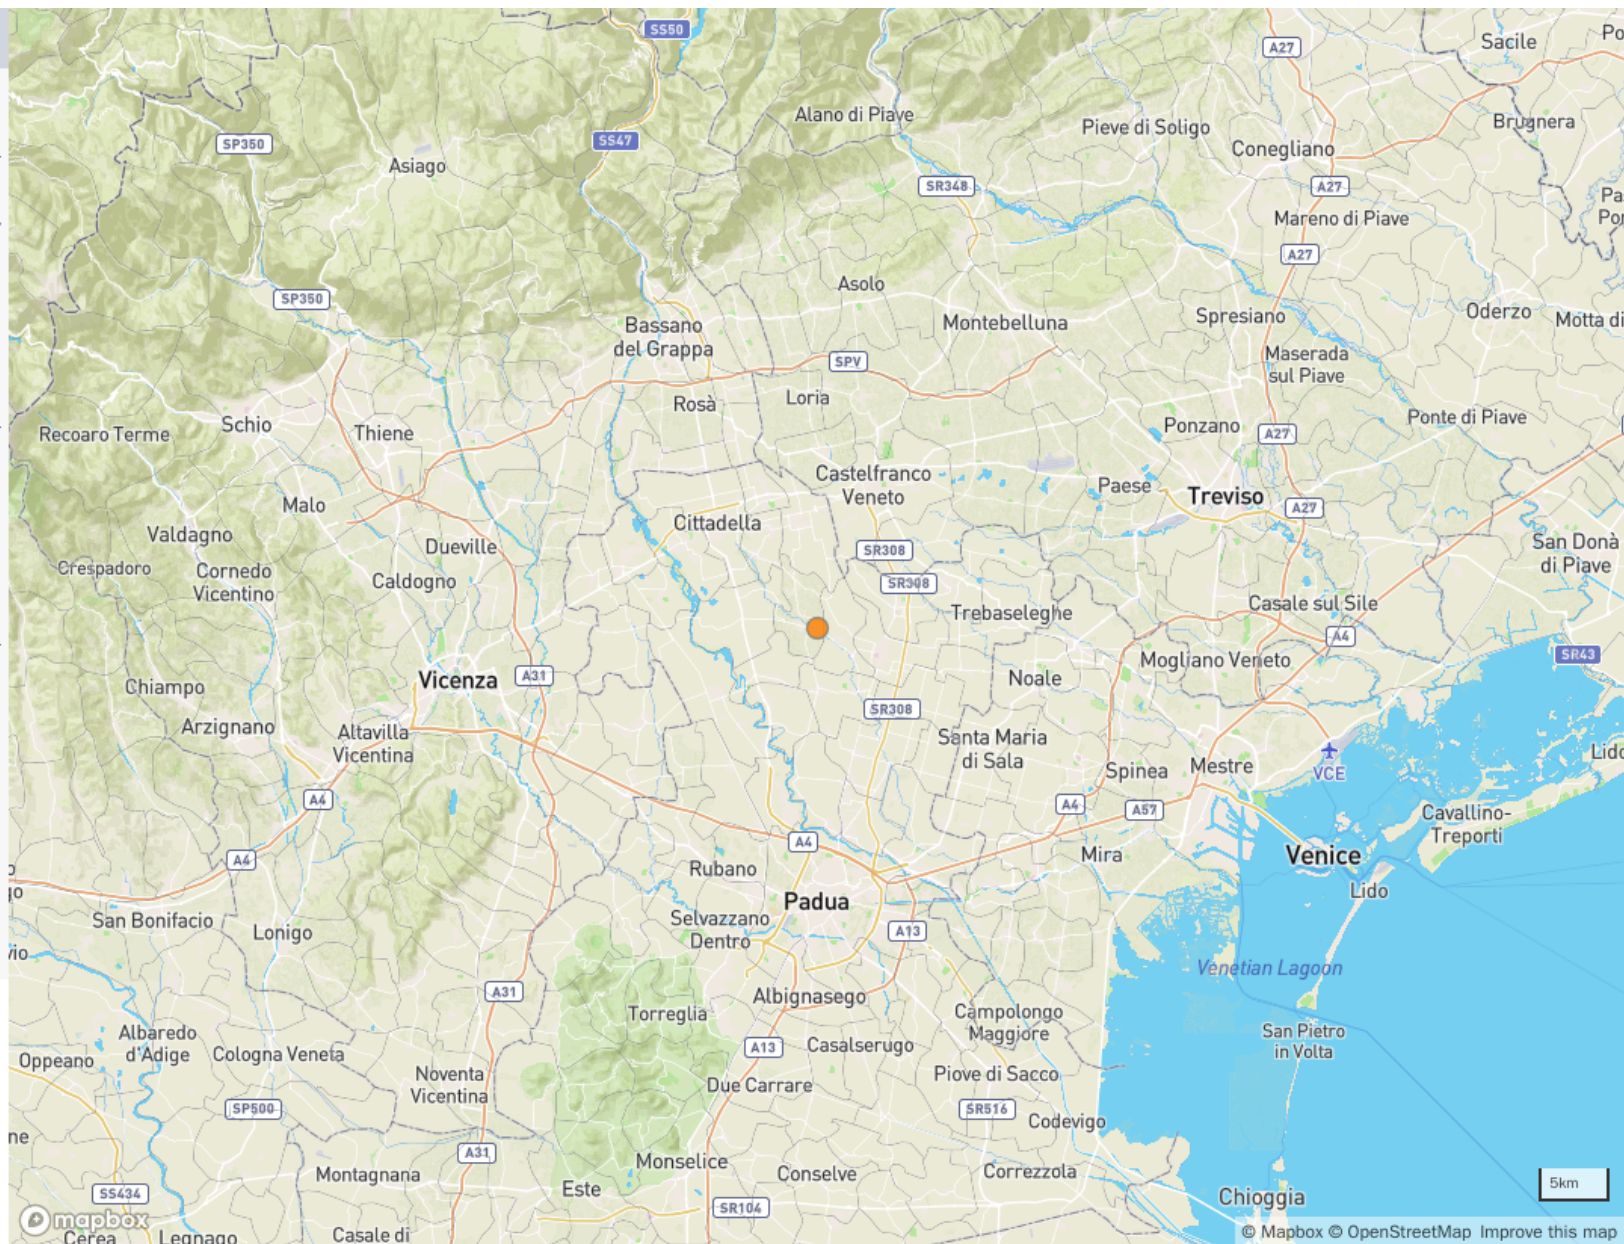 SS50
A27
Sacile
Alano di Piave
SP350
SS47
Pieve di Soligo
Brugnera
Conegliano
Asiago
SR348
A27
Mareno di Piave
A27
Asolo
SP350
Spresiano
Oderzo
Motta di
Bassano
del Grappa
Montebelluna
SPV
Maserada
sul Piave
Rosà
Loria
Ponte di Piave
Recoaro Terme
Schio
Thiene
Ponzano
A27
Castelfranco
Veneto
Paese
Treviso
Malo
A27
Cittadella
Valdagno
Dueville
SR308
San Donà
di Piave
Crespadoro
Cornedo
Vicentino
Caldogno
SR308
Casale sul Sile
Trebaseleghe
A4
SR43
Mogliano Veneto
Vicenza
A31
Noale
Chiampo
SR308
Arzignano
Altavilla
Vicentina
Santa Maria
di Sala
Spinea
Mestre
VCE
A4
A4
A57
Cavallino-
Treporti
A4
A4
Mira
Venice
Rubano
Lido
Padua
San Bonifacio
Lonigo
Selvazzano
Dentro
A13
Venetian Lagoon
A31
Albignasego
Torreglia
Campolongo
Maggiore
Albaredo
d'Adige
Oppeano
Cologna Veneta
A13
Casalserugo
San Pietro
in Volta
Noventa
Vicentina
Due Carrare
Piove di Sacco
SP500
SR516
Codevigo
A31
Monselice
Montagnana
Conselve
Correzzola
Este
SS434
SR104
Chioggia
5km
mapbox
Cerea
Legnago
Casale di
© Mapbox © OpenStreetMap Improve this map